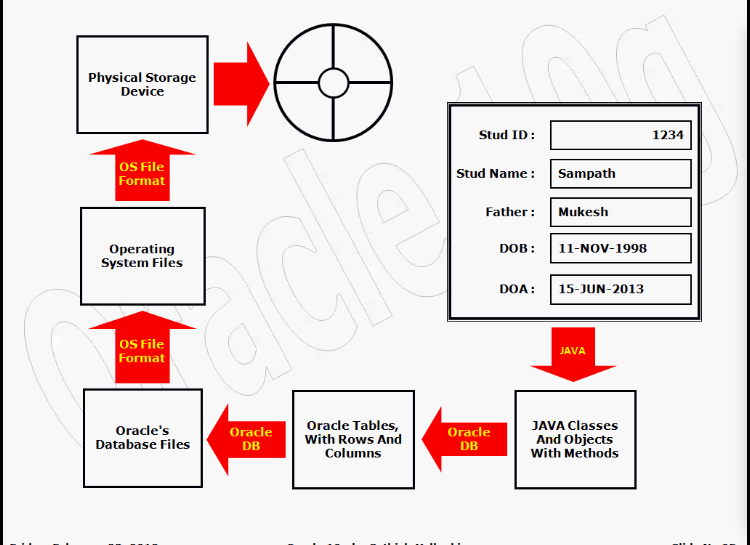 Physical Storage
Device
OS File
Format
Operating
System Files
OS File
Format
Oracle's
Database Files
Oracle
DB
Oracle Tables,
With Rows And
Columns
Oracle
DB
JAVA Classes
And Objects
With Methods
JAVA
Stud ID : 1234
Stud Name : Sampath
Father : Mukesh
DOB : 11-NOV-1998
DOA : 15-JUN-2013